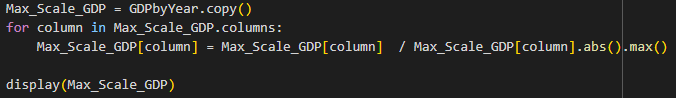 Max_Scale_GDP = GDPbyYear.copy()
for column in Max_Scale_GDP.columns:
    Max_Scale_GDP[column] = Max_Scale_GDP[column]  / Max_Scale_GDP[column].abs().max()
display(Max_Scale_GDP)